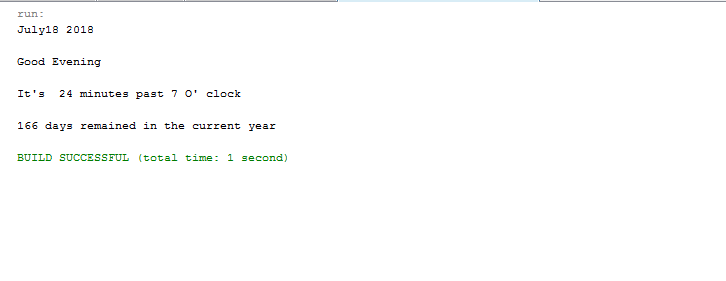 run:
July18 2018
Good Evening
It's  24 minutes past 7 O' clock
166 days remained in the current year
BUILD SUCCESSFUL (total time: 1 second)